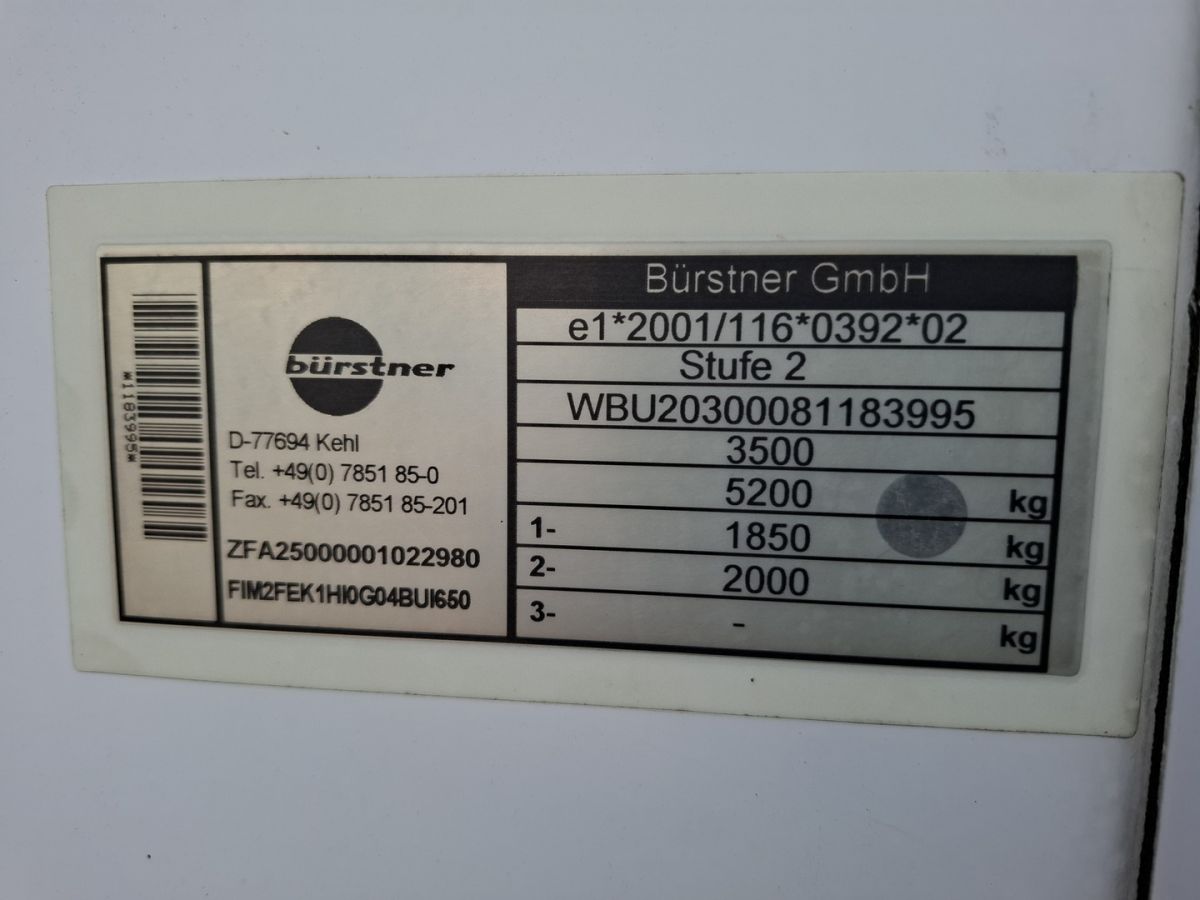 *1183995*
bürstner
D-77694 Kehl
Tel. +49(0) 7851 85-0
Fax. +49(0) 7851 85-201
ZFA25000001022980
FIM2FEK1HI0G04BUI650
Bürstner GmbH
e1*2001/116*0392*02
Stufe 2
WBU20300081183995
3500
5200 kg
1- 1850 kg
2- 2000 kg
3- - kg